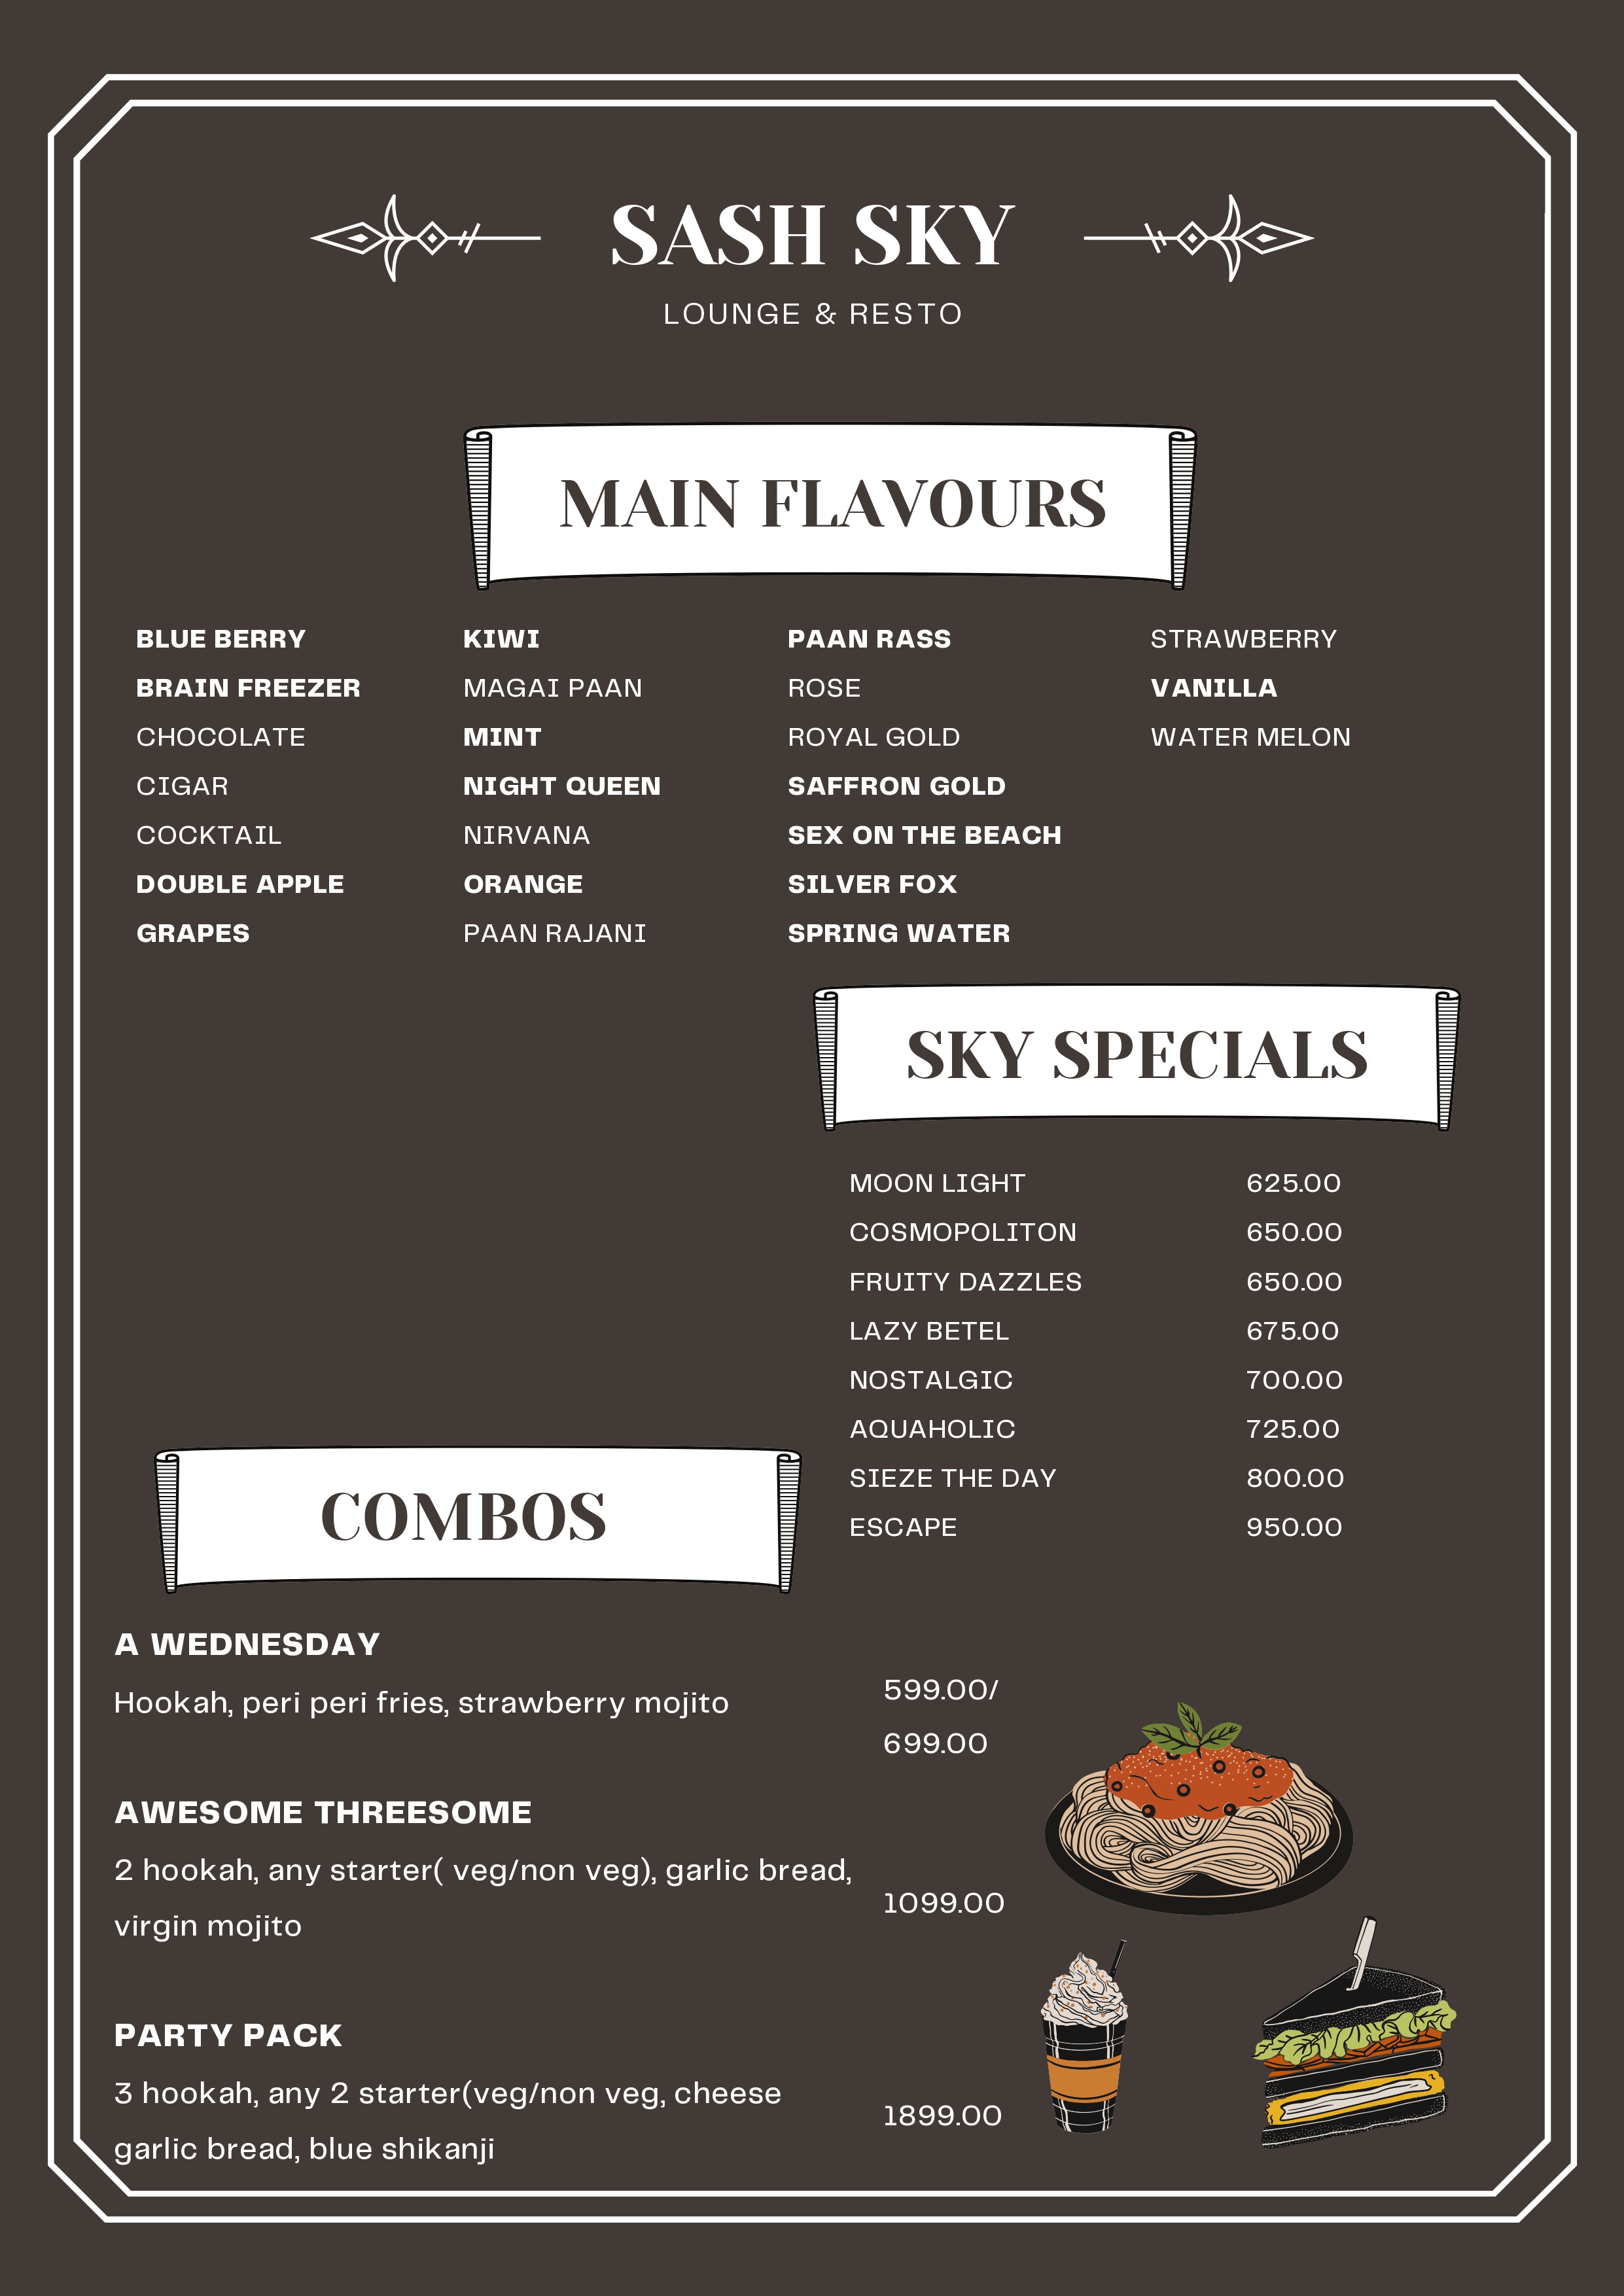 SASH SKY
LOUNGE & RESTO
MAIN FLAVOURS
BLUE BERRY
BRAIN FREEZER
CHOCOLATE
CIGAR
COCKTAIL
DOUBLE APPLE
GRAPES
KIWI
MAGAI PAAN
MINT
NIGHT QUEEN
NIRVANA
ORANGE
PAAN RAJANI
PAAN RASS
ROSE
ROYAL GOLD
SAFFRON GOLD
SEX ON THE BEACH
SILVER FOX
SPRING WATER
STRAWBERRY
VANILLA
WATER MELON
SKY SPECIALS
MOON LIGHT 625.00
COSMOPOLITON 650.00
FRUITY DAZZLES 650.00
LAZY BETEL 675.00
NOSTALGIC 700.00
AQUAHOLIC 725.00
SIEZE THE DAY 800.00
ESCAPE 950.00
COMBOS
A WEDNESDAY
Hookah, peri peri fries, strawberry mojito
599.00/
699.00
AWESOME THREESOME
2 hookah, any starter( veg/non veg), garlic bread,
virgin mojito
1099.00
PARTY PACK
3 hookah, any 2 starter(veg/non veg, cheese
garlic bread, blue shikanji
1899.00